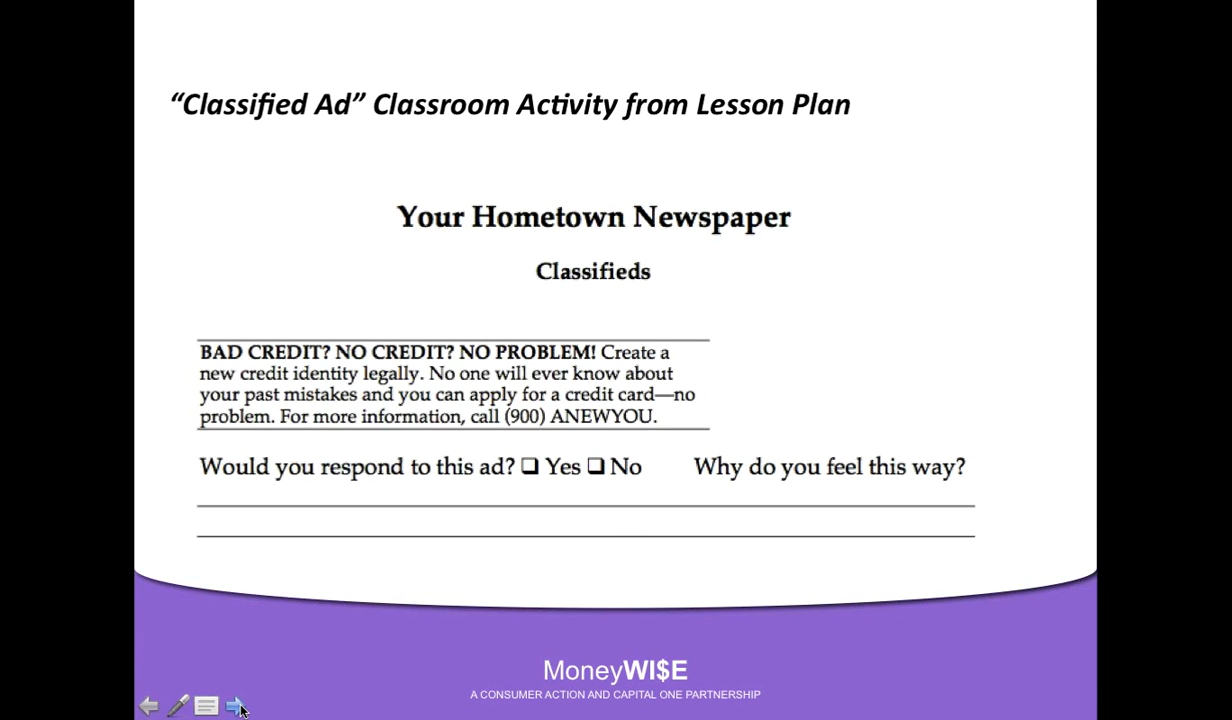 “Classified Ad” Classroom Activity from Lesson Plan
Your Hometown Newspaper
Classifieds
BAD CREDIT? NO CREDIT? NO PROBLEM! Create a
new credit identity legally. No one will ever know about
your past mistakes and you can apply for a credit card—no
problem. For more information, call (900) ANEWYOU.
Would you respond to this ad? ❑ Yes ❑ No Why do you feel this way?
MoneyWI$E
A CONSUMER ACTION AND CAPITAL ONE PARTNERSHIP